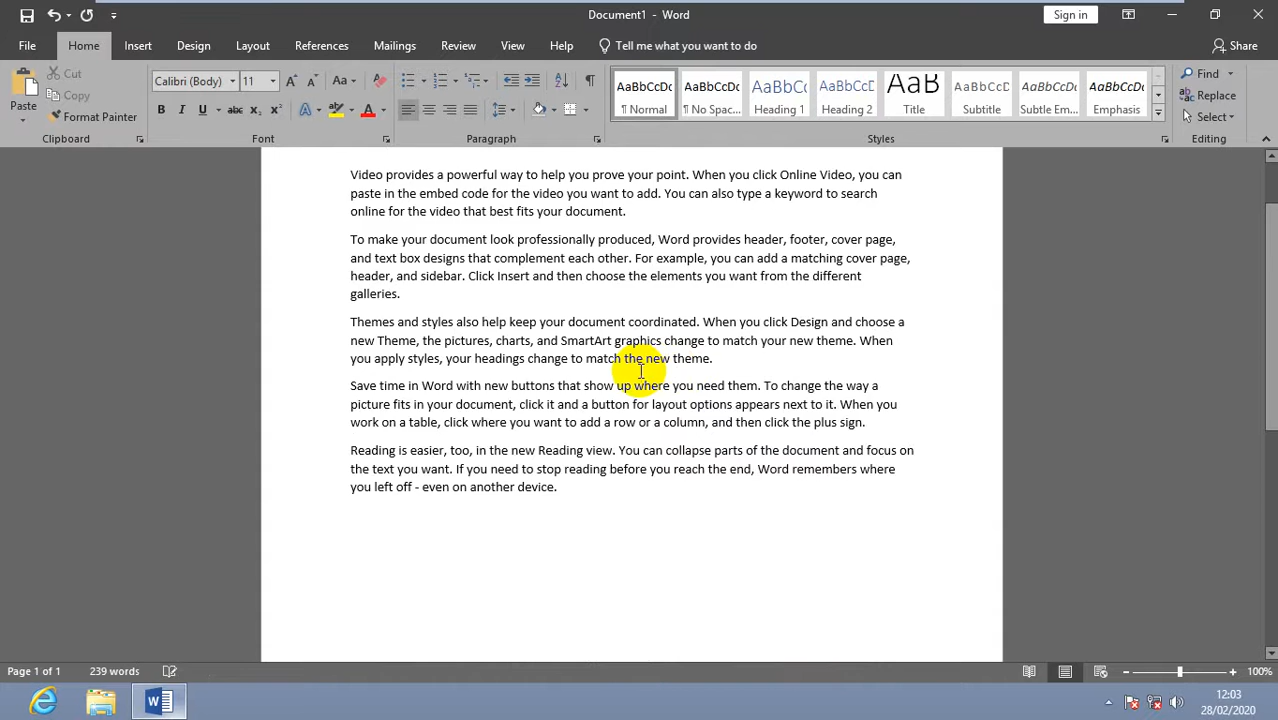 Document1 - Word
Sign in
File Home Insert Design Layout References Mailings Review View Help Tell me what you want to do Share
Paste
Cut
Copy
Format Painter
Clipboard
Calibri (Body) 11
Font
Paragraph
AaBbCcDc AaBbCcDc AaBbCc AaBbCcD AaB AaBbCcD AaBbCcDc AaBbCcDc
¶ Normal ¶ No Spac... Heading 1 Heading 2 Title Subtitle Subtle Em... Emphasis
Styles
Find
Replace
Select
Editing
Video provides a powerful way to help you prove your point. When you click Online Video, you can
paste in the embed code for the video you want to add. You can also type a keyword to search
online for the video that best fits your document.
To make your document look professionally produced, Word provides header, footer, cover page,
and text box designs that complement each other. For example, you can add a matching cover page,
header, and sidebar. Click Insert and then choose the elements you want from the different
galleries.
Themes and styles also help keep your document coordinated. When you click Design and choose a
new Theme, the pictures, charts, and SmartArt graphics change to match your new theme. When
you apply styles, your headings change to match the new theme.
Save time in Word with new buttons that show up where you need them. To change the way a
picture fits in your document, click it and a button for layout options appears next to it. When you
work on a table, click where you want to add a row or a column, and then click the plus sign.
Reading is easier, too, in the new Reading view. You can collapse parts of the document and focus on
the text you want. If you need to stop reading before you reach the end, Word remembers where
you left off - even on another device.
Page 1 of 1 239 words 100%
12:03
28/02/2020